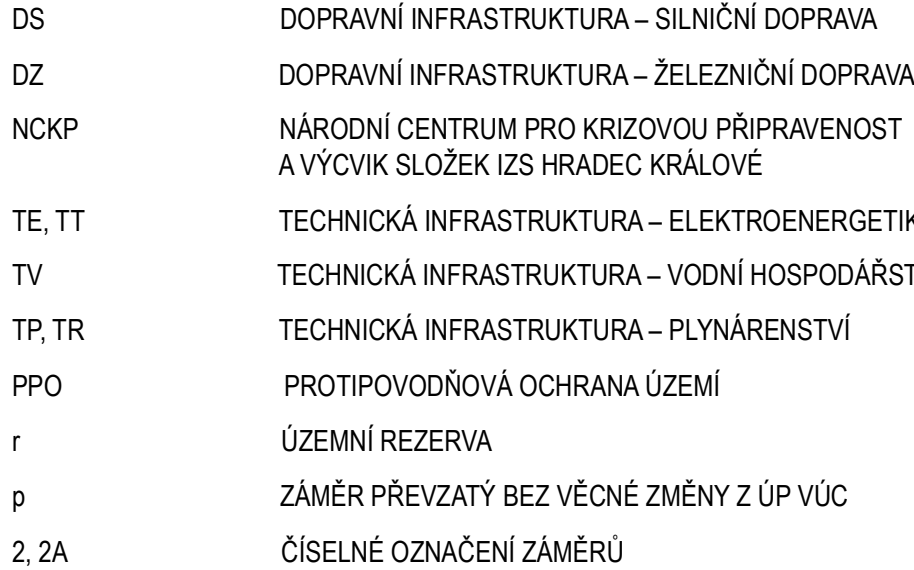 DS DOPRAVNÍ INFRASTRUKTURA – SILNIČNÍ DOPRAVA
DZ DOPRAVNÍ INFRASTRUKTURA – ŽELEZNIČNÍ DOPRAVA
NCKP NÁRODNÍ CENTRUM PRO KRIZOVOU PŘIPRAVENOST
A VÝCVIK SLOŽEK IZS HRADEC KRÁLOVÉ
TE, TT TECHNICKÁ INFRASTRUKTURA – ELEKTROENERGETIK
TV TECHNICKÁ INFRASTRUKTURA – VODNÍ HOSPODÁŘST
TP, TR TECHNICKÁ INFRASTRUKTURA – PLYNÁRENSTVÍ
PPO PROTIPOVODŇOVÁ OCHRANA ÚZEMÍ
r ÚZEMNÍ REZERVA
p ZÁMĚR PŘEVZATÝ BEZ VĚCNÉ ZMĚNY Z ÚP VÚC
2, 2A ČÍSELNÉ OZNAČENÍ ZÁMĚRŮ